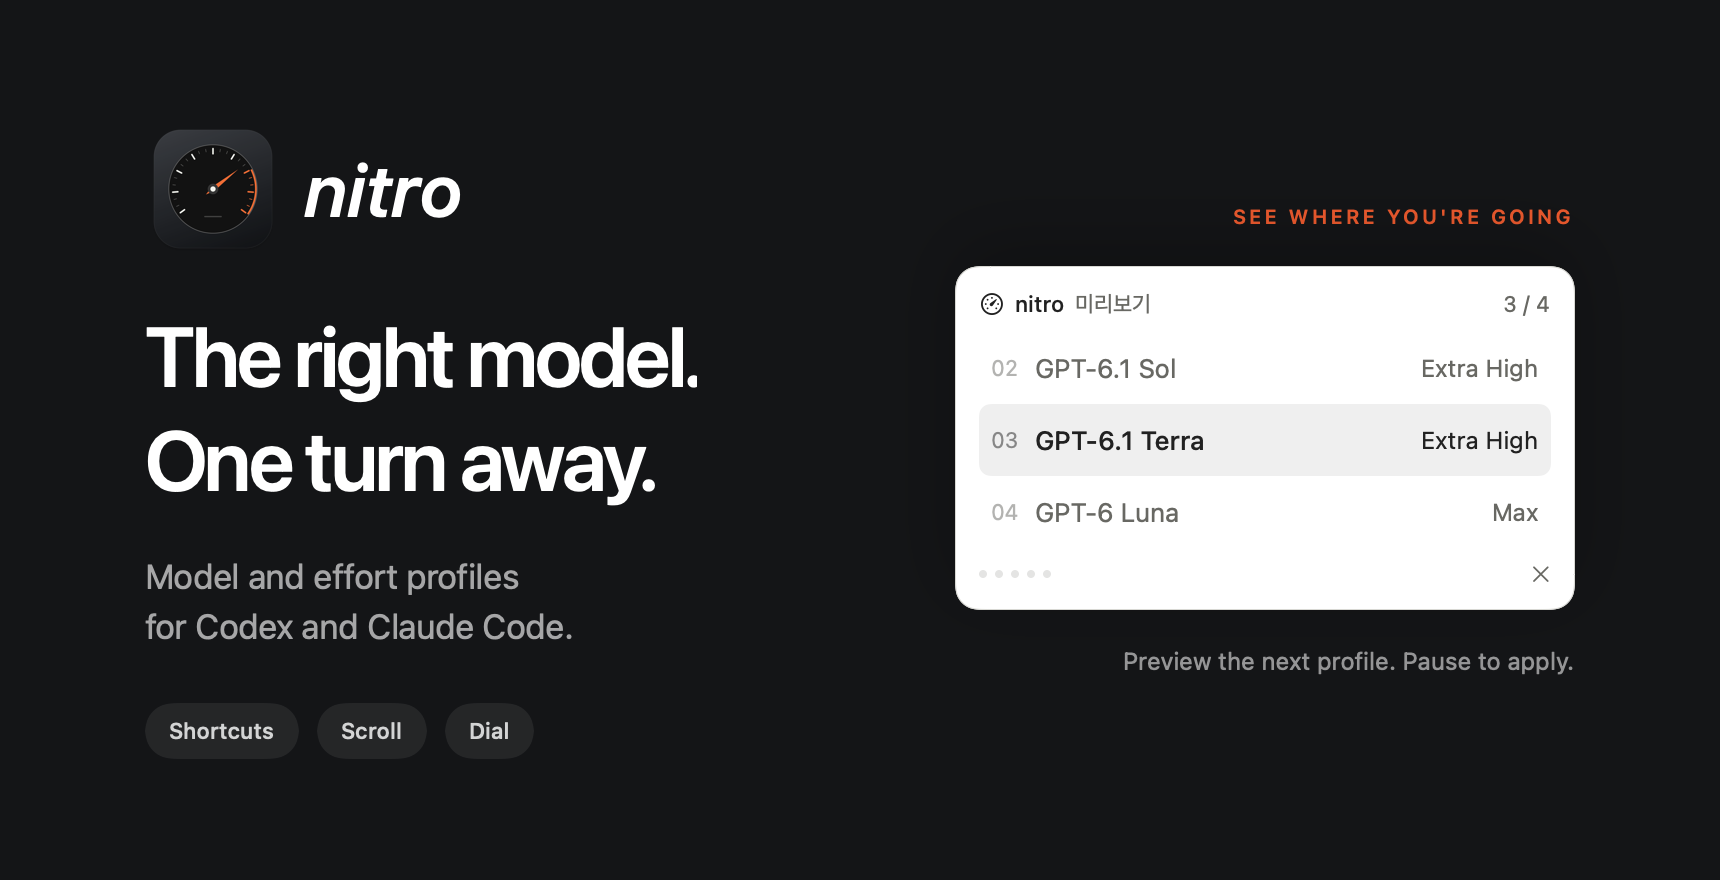 nitro
The right model.
One turn away.
Model and effort profiles
for Codex and Claude Code.
Shortcuts Scroll Dial
SEE WHERE YOU'RE GOING
nitro 미리보기 3 / 4
02 GPT-6.1 Sol Extra High
03 GPT-6.1 Terra Extra High
04 GPT-6 Luna Max
Preview the next profile. Pause to apply.